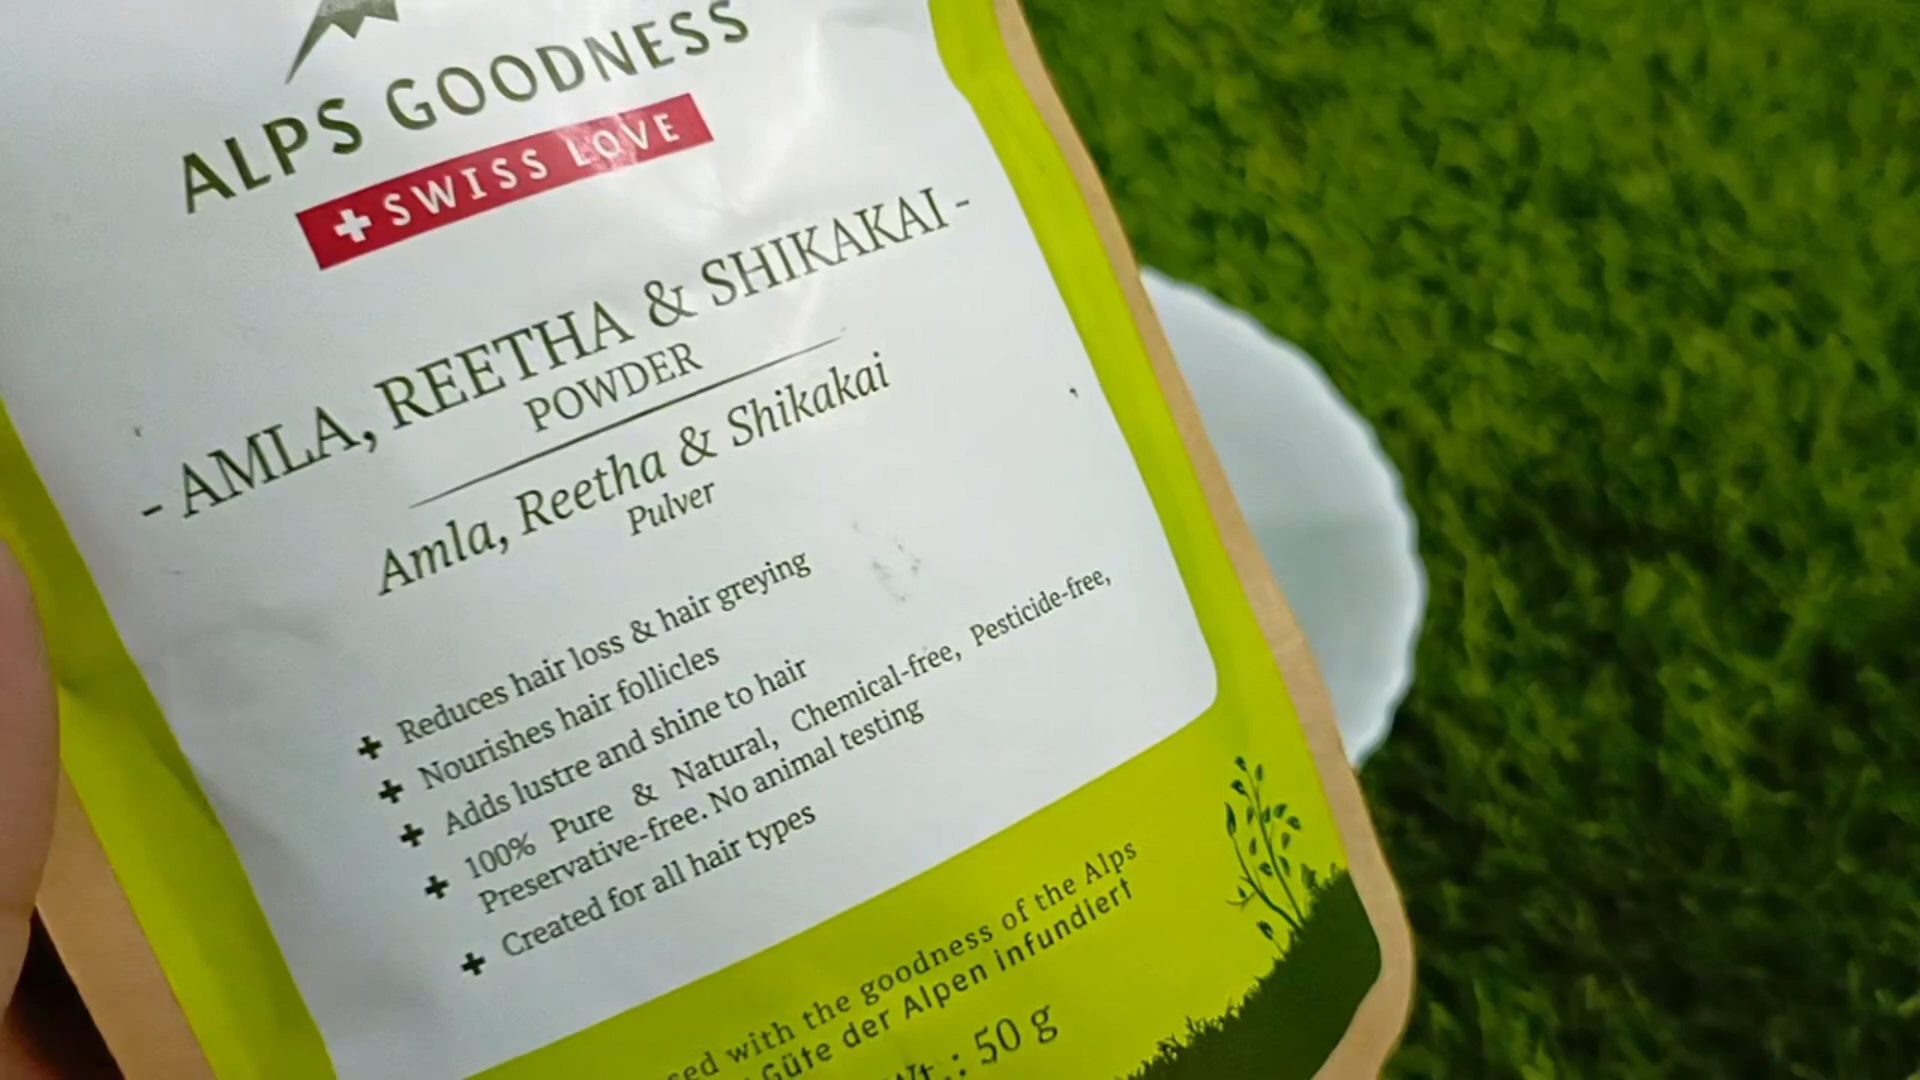 ALPS GOODNESS
SWISS LOVE
- AMLA, REETHA & SHIKAKAI -
POWDER
Amla, Reetha & Shikakai
Pulver
Reduces hair loss & hair greying
Nourishes hair follicles
Adds lustre and shine to hair
100% Pure & Natural, Chemical-free, Pesticide-free,
Preservative-free. No animal testing
Created for all hair types
with the goodness of the Alps
Güte der Alpen infundiert
50 g